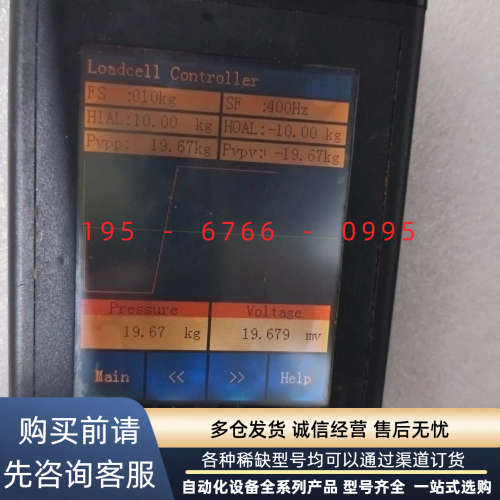 Loadcell Controller
FS :010kg SF :400Hz
HIAL:10.00 kg HOAL:-10.00 kg
Pvpp: 19.67kg Pvpv: -19.67kg
195 - 6766 - 0995
Pressure Voltage
19.67 kg 19.679 mv
Main << >> Help
购买前请
先咨询客服
多仓发货 诚信经营 售后无忧
各种稀缺型号均可以通过渠道订货
自动化设备全系列产品 型号齐全 一站式选购